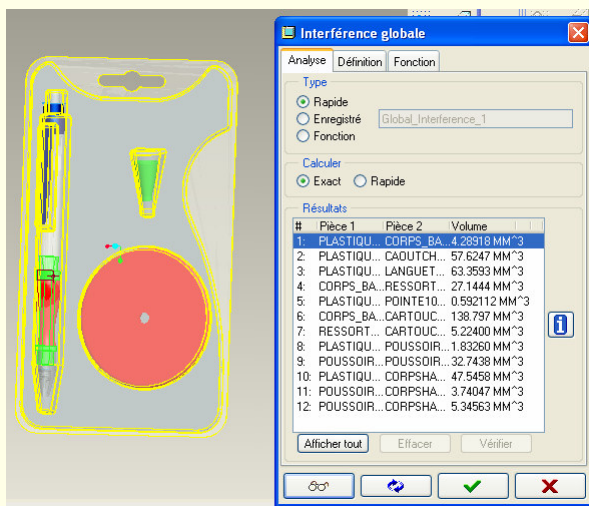 Interférence globale
Analyse Définition Fonction
Type
Rapide
Enregistré Global_Interference_1
Fonction
Calculer
Exact Rapide
Résultats
# Pièce 1 Pièce 2 Volume
1: PLASTIQU... CORPS_BA... 4.28918 MM^3
2: PLASTIQU... CAOUTCH... 57.6247 MM^3
3: PLASTIQU... LANGUET... 63.3593 MM^3
4: CORPS_BA... RESSORT... 27.1444 MM^3
5: PLASTIQU... POINTE10... 0.592112 MM^3
6: CORPS_BA... CARTOUC... 138.797 MM^3
7: RESSORT... CARTOUC... 5.22400 MM^3
8: PLASTIQU... POUSSOIR... 1.83260 MM^3
9: POUSSOIR... POUSSOIR... 32.7438 MM^3
10: PLASTIQU... CORPSHA... 47.5458 MM^3
11: POUSSOIR... CORPSHA... 3.74047 MM^3
12: POUSSOIR... CORPSHA... 5.34563 MM^3
Afficher tout Effacer Vérifier